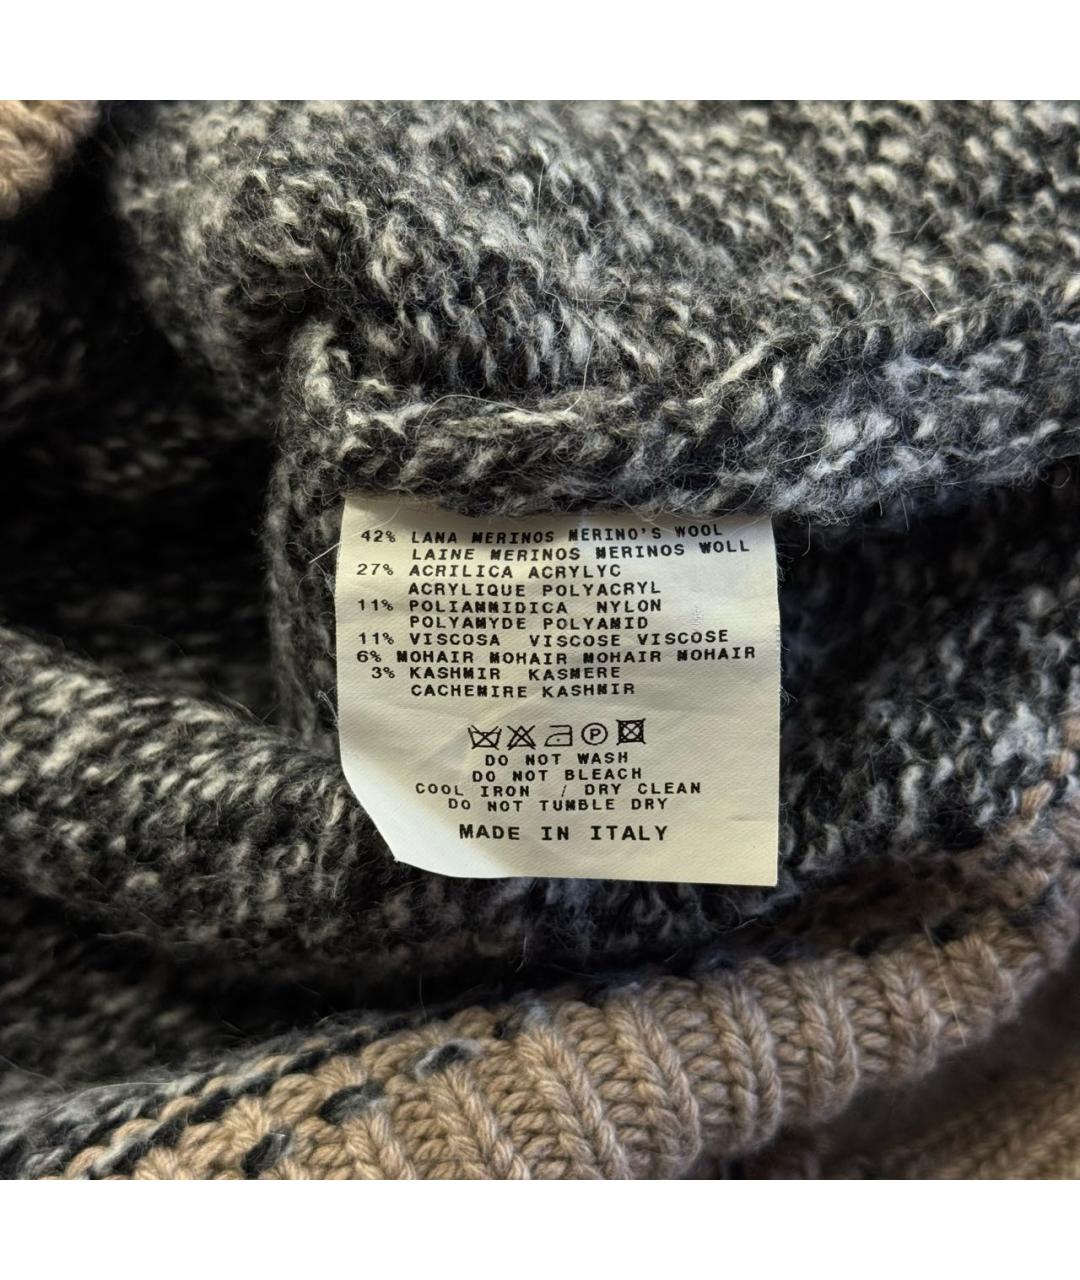 42% LANA MERINOS MERINO'S WOOL
LAINE MERINOS MERINOS WOLL
27% ACRILICA ACRYLYC
ACRYLIQUE POLYACRYL
11% POLIAMMIDICA NYLON
POLYAMYDE POLYAMID
11% VISCOSA VISCOSE VISCOSE
6% MOHAIR MOHAIR MOHAIR MOHAIR
3% KASHMIR KASMERE
CACHEMIRE KASHMIR
P
DO NOT WASH
DO NOT BLEACH
COOL IRON / DRY CLEAN
DO NOT TUMBLE DRY
MADE IN ITALY